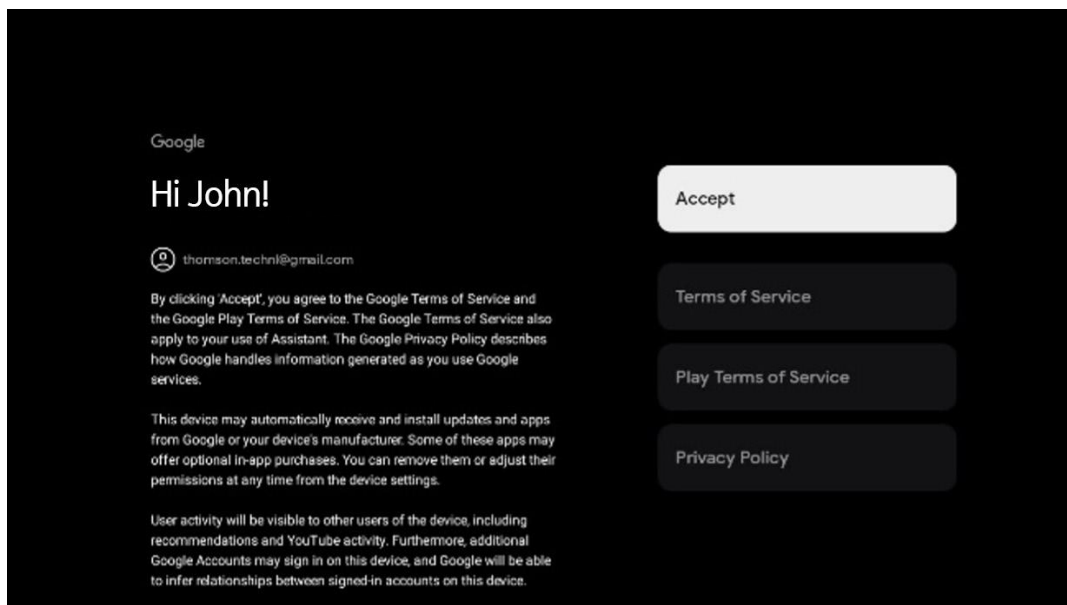 Google
Hi John!
thomson.technl@gmail.com
By clicking 'Accept', you agree to the Google Terms of Service and
the Google Play Terms of Service. The Google Terms of Service also
apply to your use of Assistant. The Google Privacy Policy describes
how Google handles information generated as you use Google
services.
This device may automatically receive and install updates and apps
from Google or your device's manufacturer. Some of these apps may
offer optional in-app purchases. You can remove them or adjust their
permissions at any time from the device settings.
User activity will be visible to other users of the device, including
recommendations and YouTube activity. Furthermore, additional
Google Accounts may sign in on this device, and Google will be able
to infer relationships between signed-in accounts on this device.
Accept
Terms of Service
Play Terms of Service
Privacy Policy